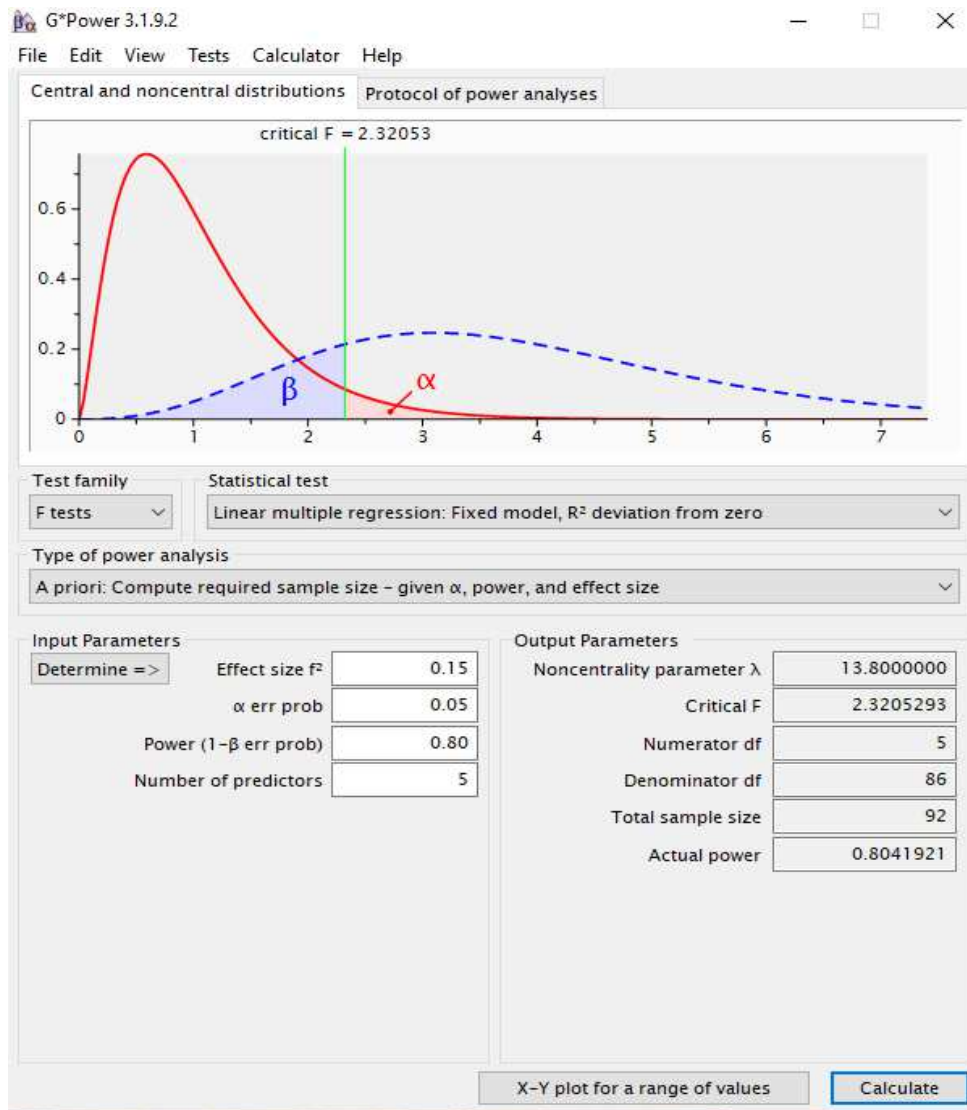 βα G*Power 3.1.9.2
File Edit View Tests Calculator Help
Central and noncentral distributions Protocol of power analyses
critical F = 2.32053
0.6
0.4
0.2
β α
0
0 1 2 3 4 5 6 7
Test family Statistical test
F tests Linear multiple regression: Fixed model, R² deviation from zero
Type of power analysis
A priori: Compute required sample size – given α, power, and effect size
Input Parameters Output Parameters
Determine => Effect size f² 0.15 Noncentrality parameter λ 13.8000000
α err prob 0.05 Critical F 2.3205293
Power (1-β err prob) 0.80 Numerator df 5
Number of predictors 5 Denominator df 86
Total sample size 92
Actual power 0.8041921
X-Y plot for a range of values Calculate